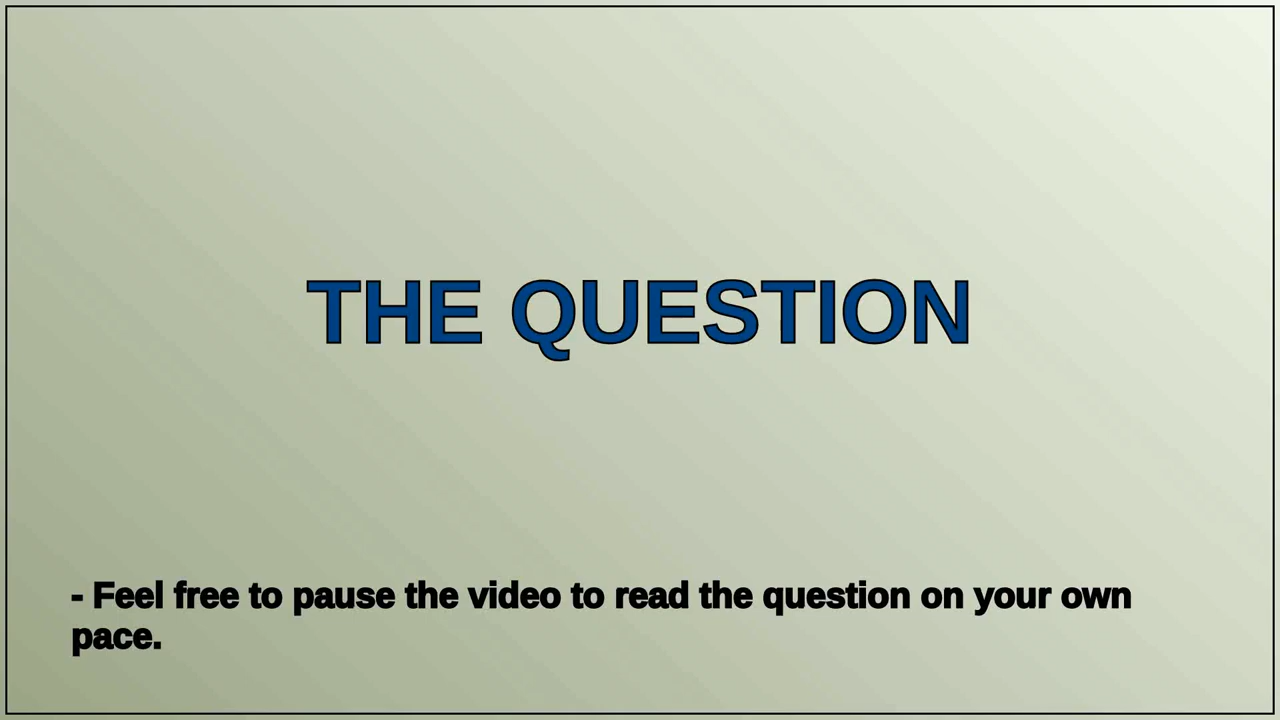 THE QUESTION
- Feel free to pause the video to read the question on your own
pace.